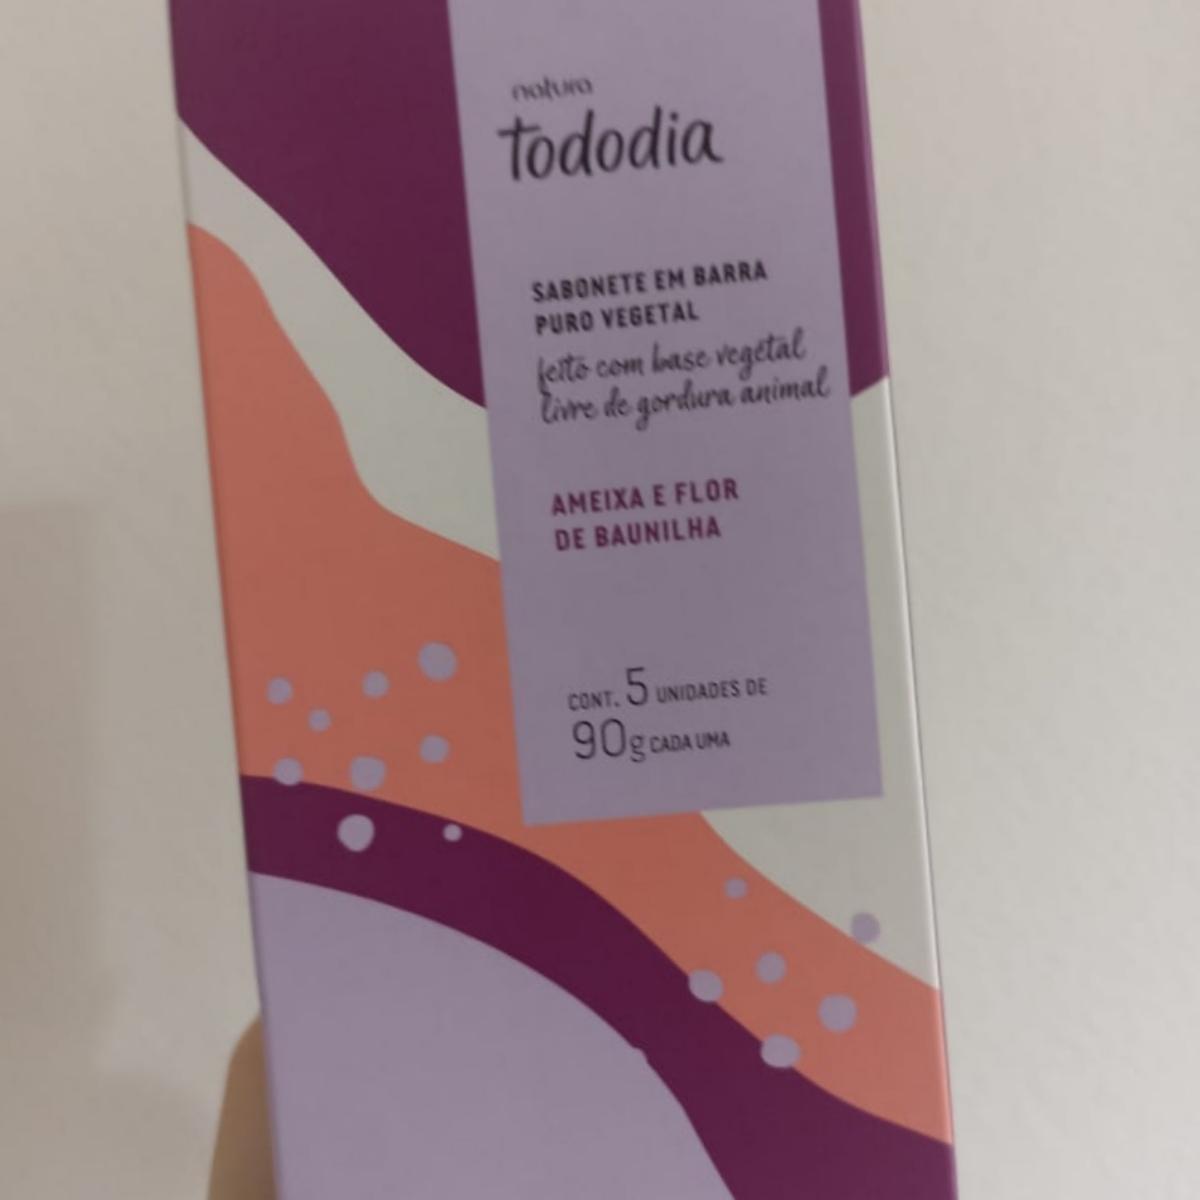 natura
tododia
SABONETE EM BARRA
PURO VEGETAL
feito com base vegetal
livre de gordura animal
AMEIXA E FLOR
DE BAUNILHA
CONT. 5 UNIDADES DE
90g CADA UMA